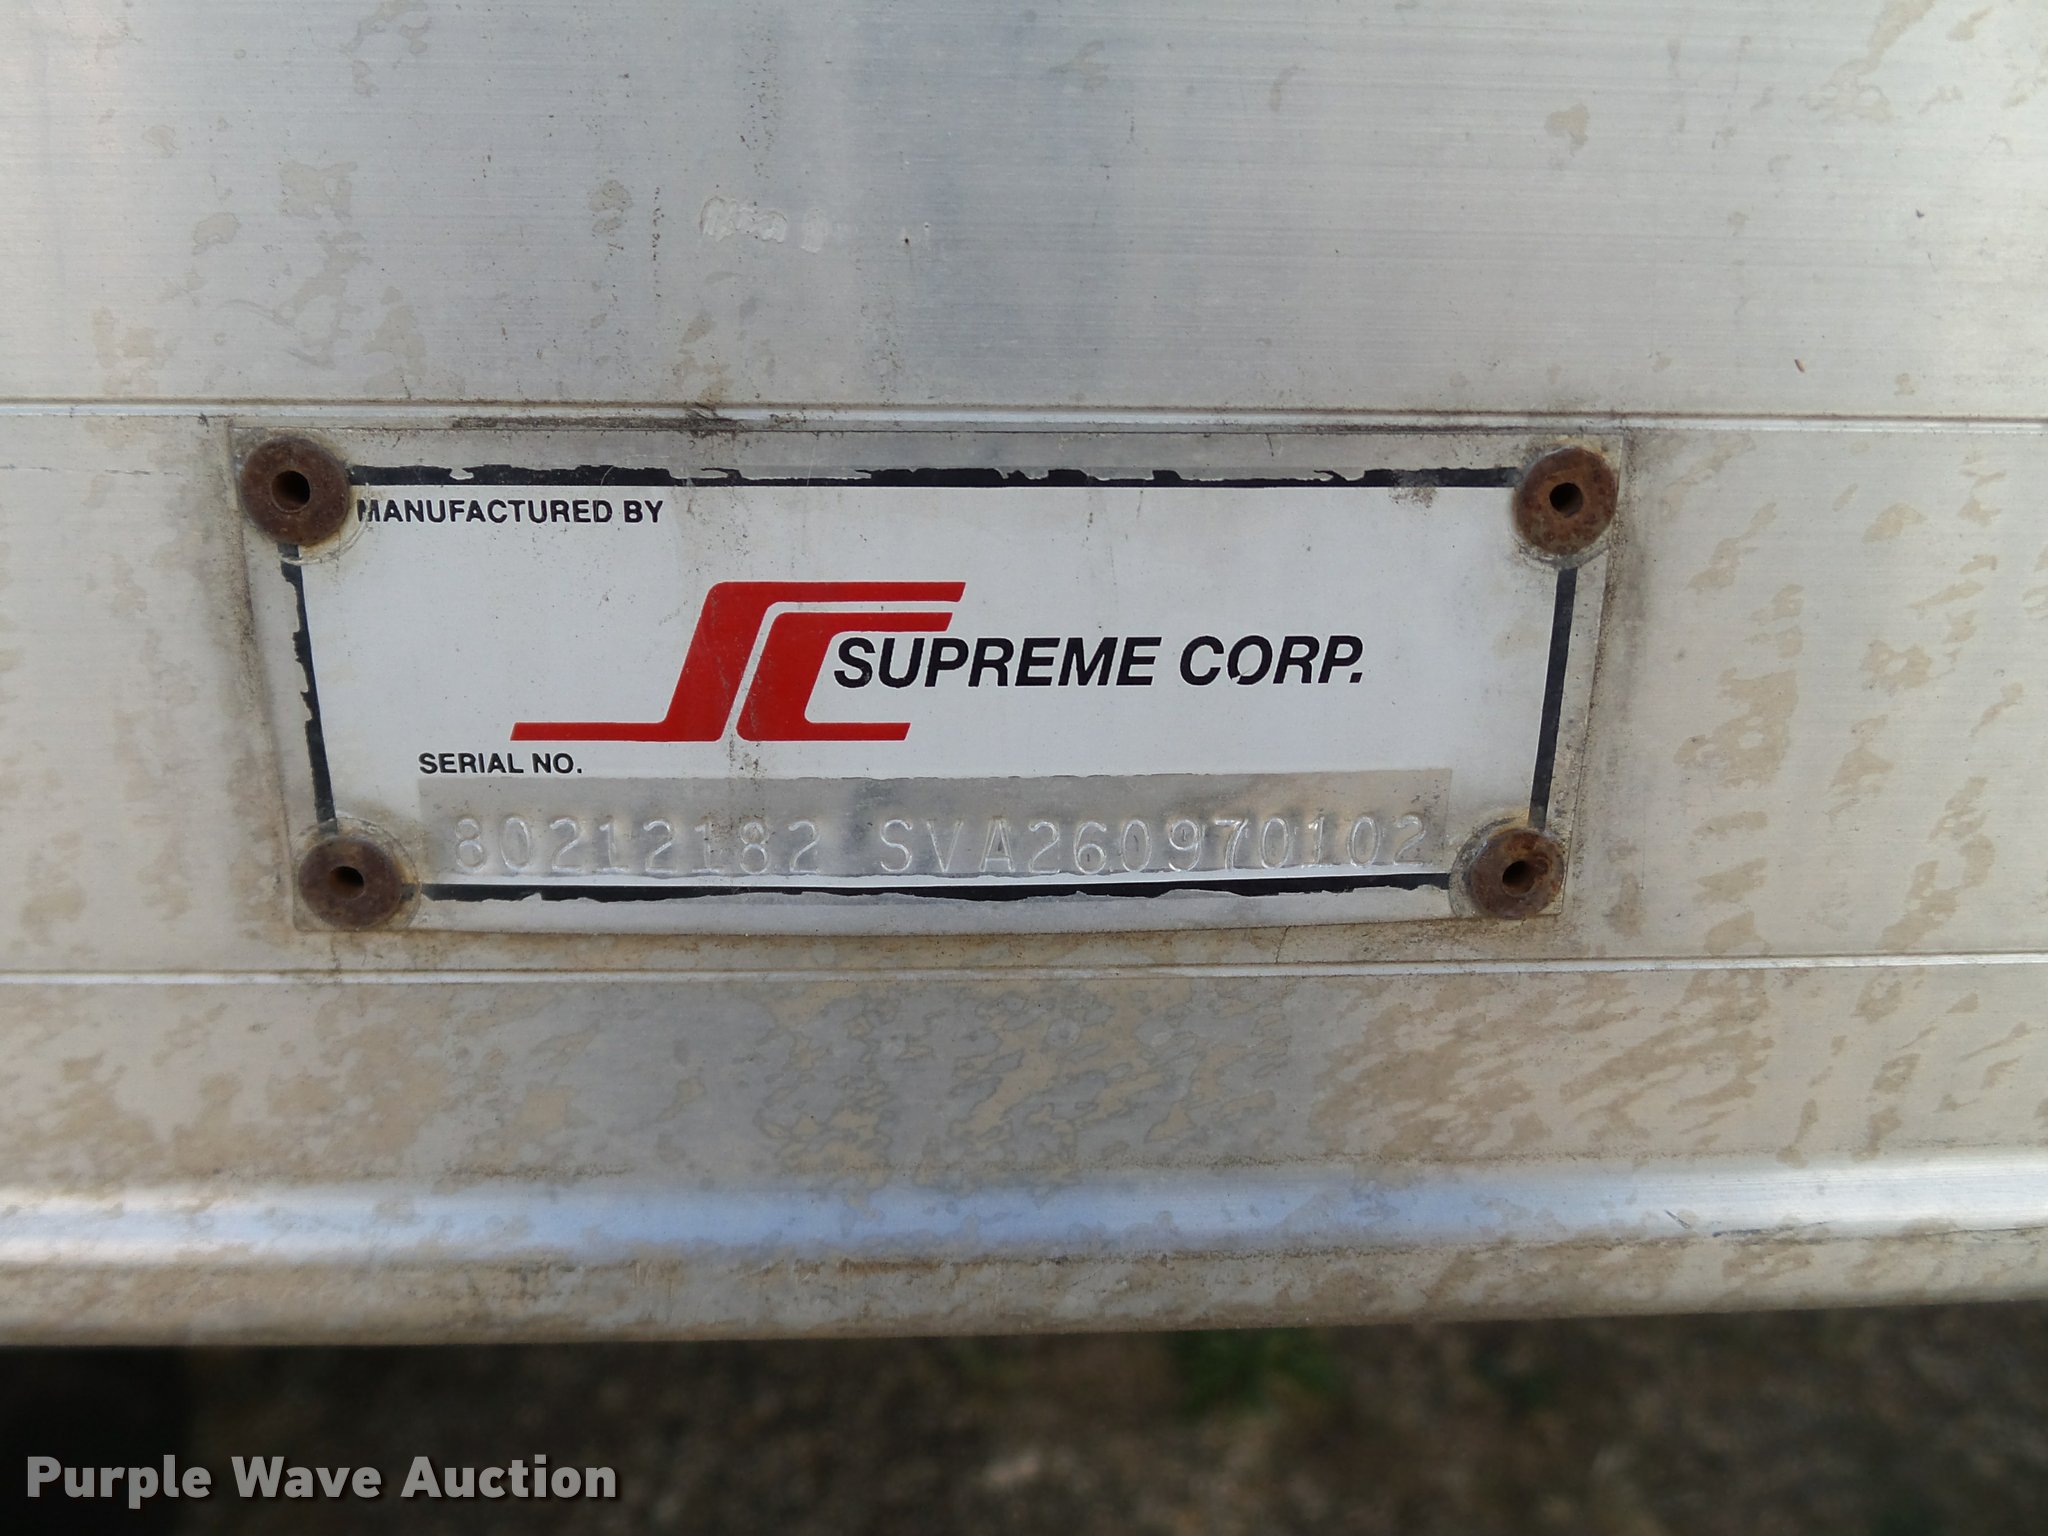 MANUFACTURED BY
SUPREME CORP.
SERIAL NO.
80212182 SVA260970102
Purple Wave Auction